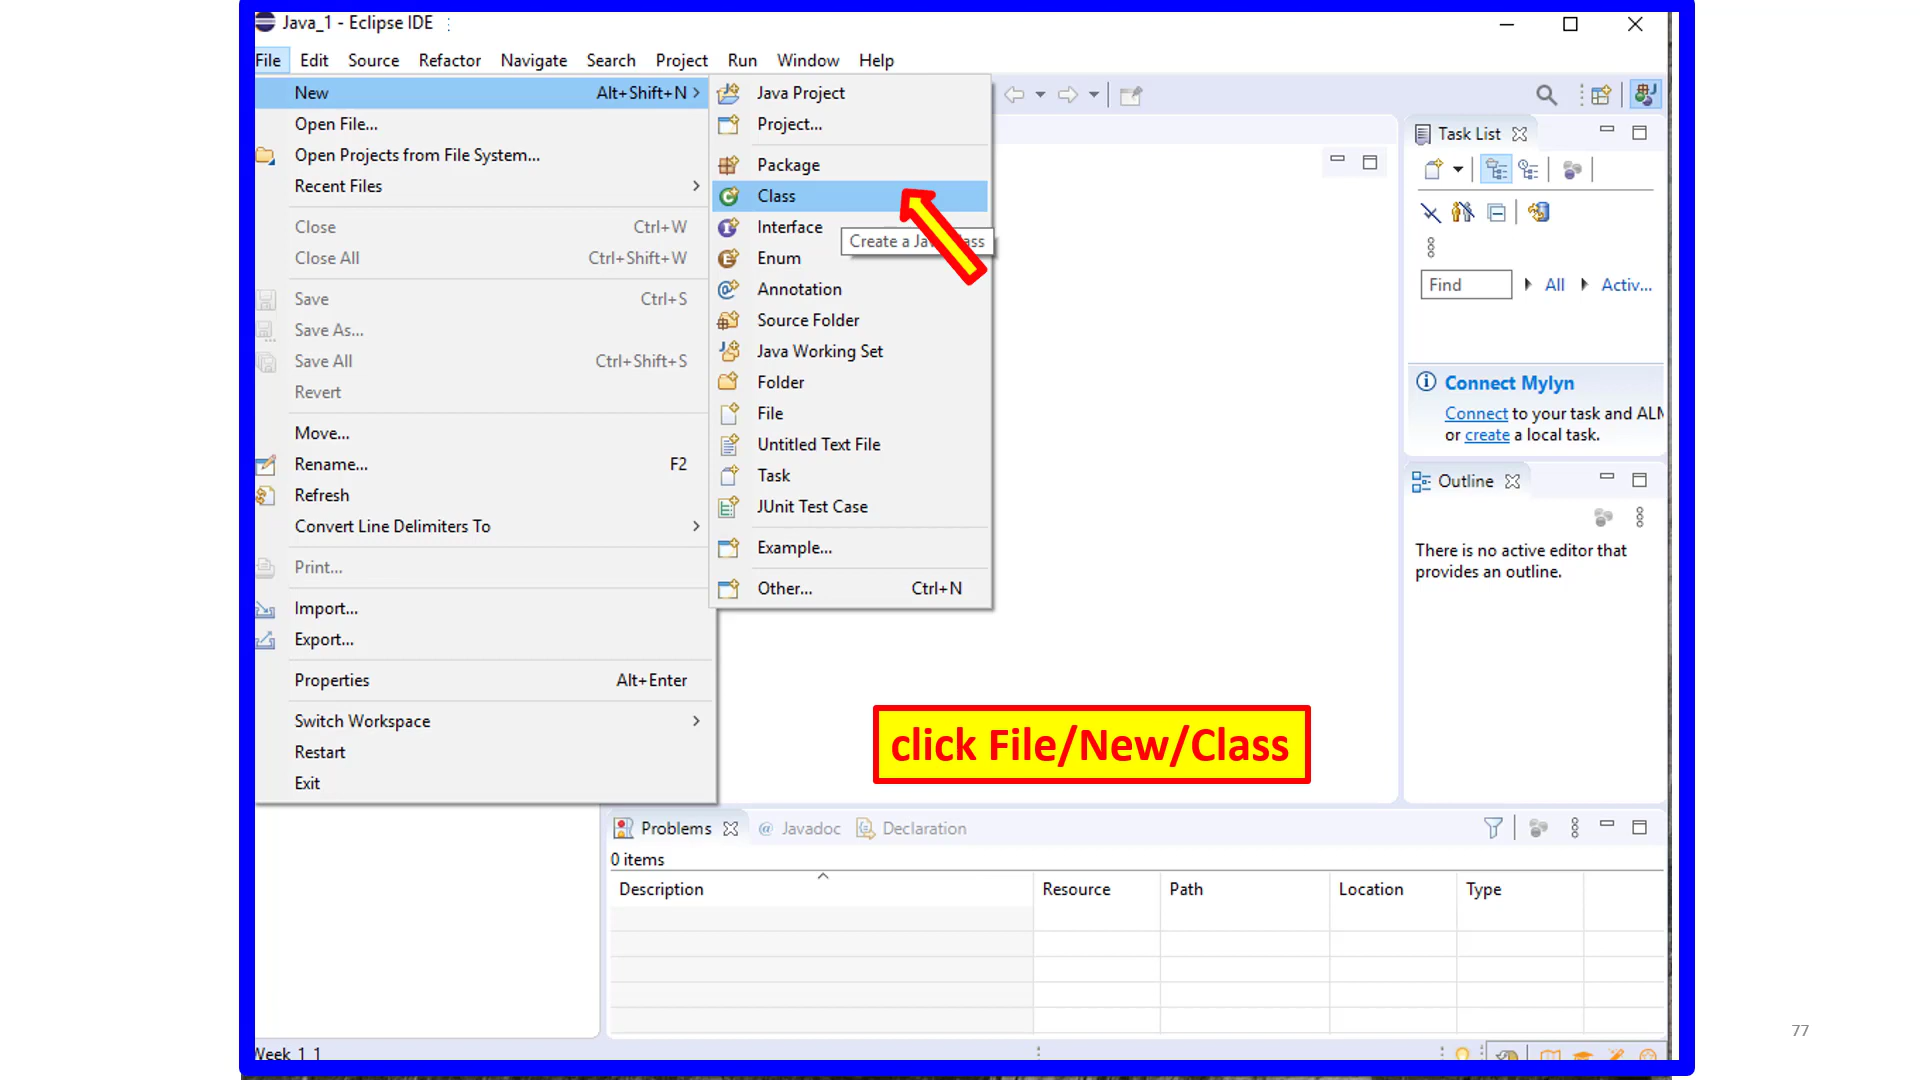 Java_1 - Eclipse IDE
File Edit Source Refactor Navigate Search Project Run Window Help
New Alt+Shift+N
Open File...
Open Projects from File System...
Recent Files
Close Ctrl+W
Close All Ctrl+Shift+W
Save Ctrl+S
Save As...
Save All Ctrl+Shift+S
Revert
Move...
Rename... F2
Refresh
Convert Line Delimiters To
Print...
Import...
Export...
Properties Alt+Enter
Switch Workspace
Restart
Exit
Java Project
Project...
Package
Class
Interface
Create a Java Class
Enum
Annotation
Source Folder
Java Working Set
Folder
File
Untitled Text File
Task
JUnit Test Case
Example...
Other... Ctrl+N
click File/New/Class
Task List
Find All Activ...
Connect Mylyn
Connect to your task and ALM
or create a local task.
Outline
There is no active editor that
provides an outline.
Problems @ Javadoc Declaration
0 items
Description Resource Path Location Type
Week_1_1
77